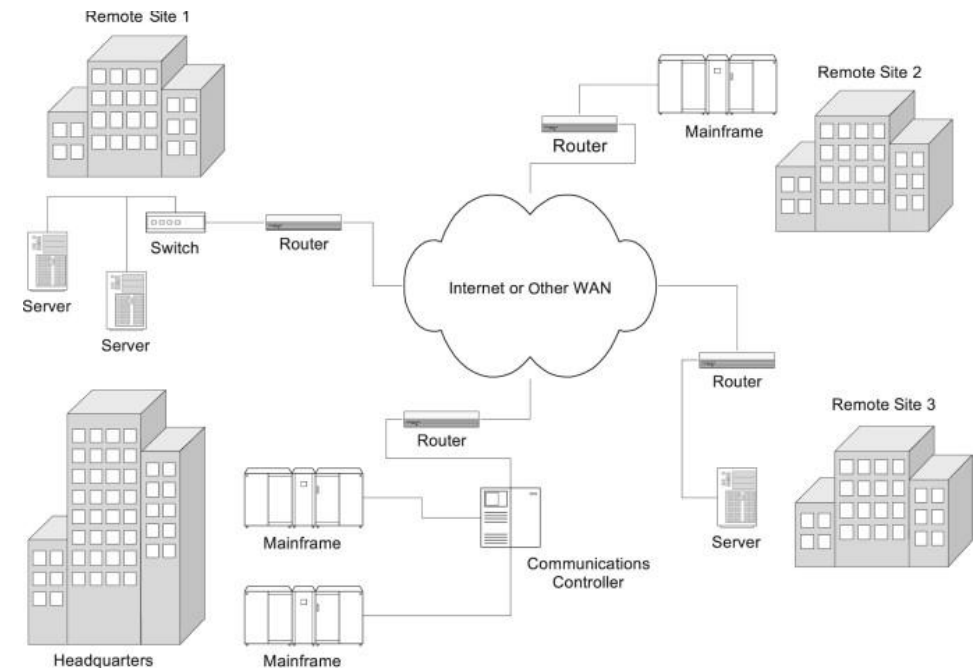 Remote Site 1
Remote Site 2
Mainframe
Router
Switch
Router
Server
Server
Internet or Other WAN
Router
Remote Site 3
Router
Mainframe
Server
Communications
Controller
Headquarters
Mainframe